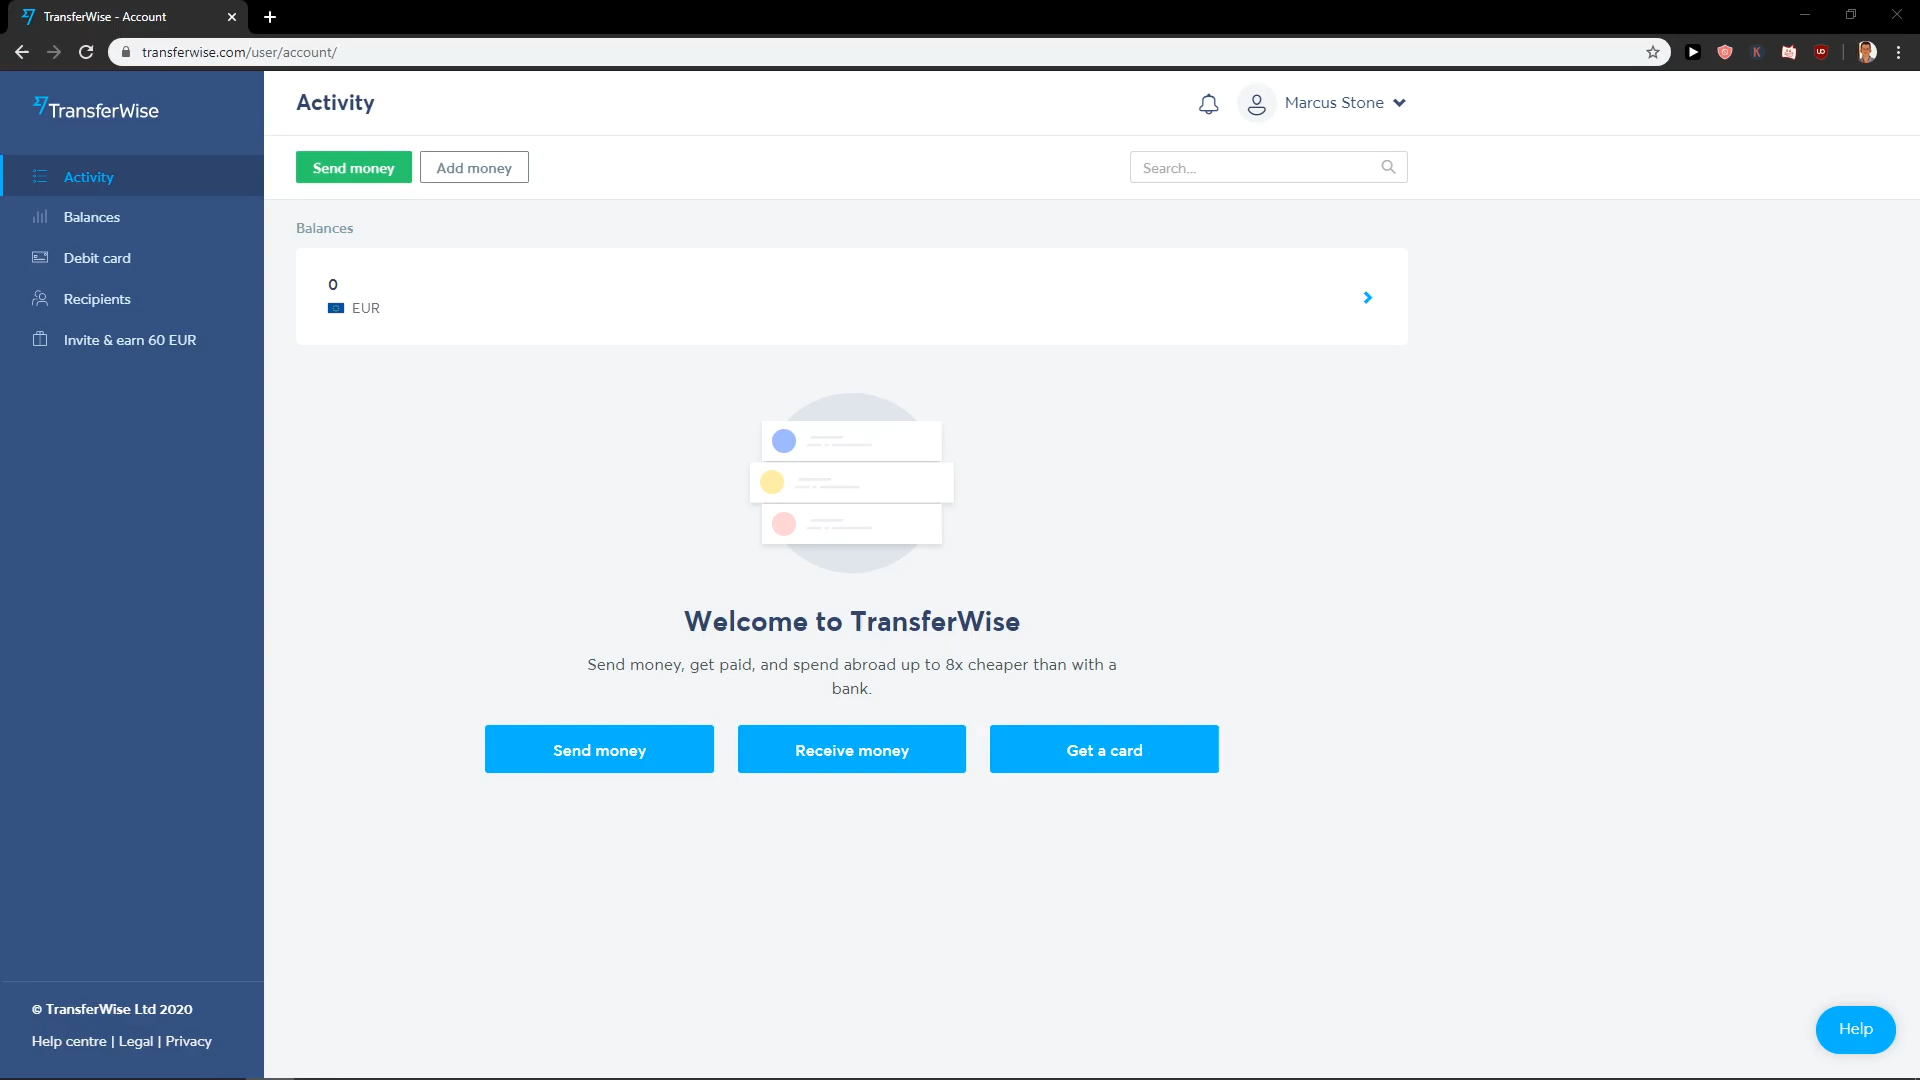 TransferWise - Account
transferwise.com/user/account/
TransferWise
Activity
Balances
Debit card
Recipients
Invite & earn 60 EUR
© TransferWise Ltd 2020
Help centre | Legal | Privacy
Activity
Marcus Stone
Send money
Add money
Search...
Balances
0
EUR
Welcome to TransferWise
Send money, get paid, and spend abroad up to 8x cheaper than with a
bank.
Send money
Receive money
Get a card
Help